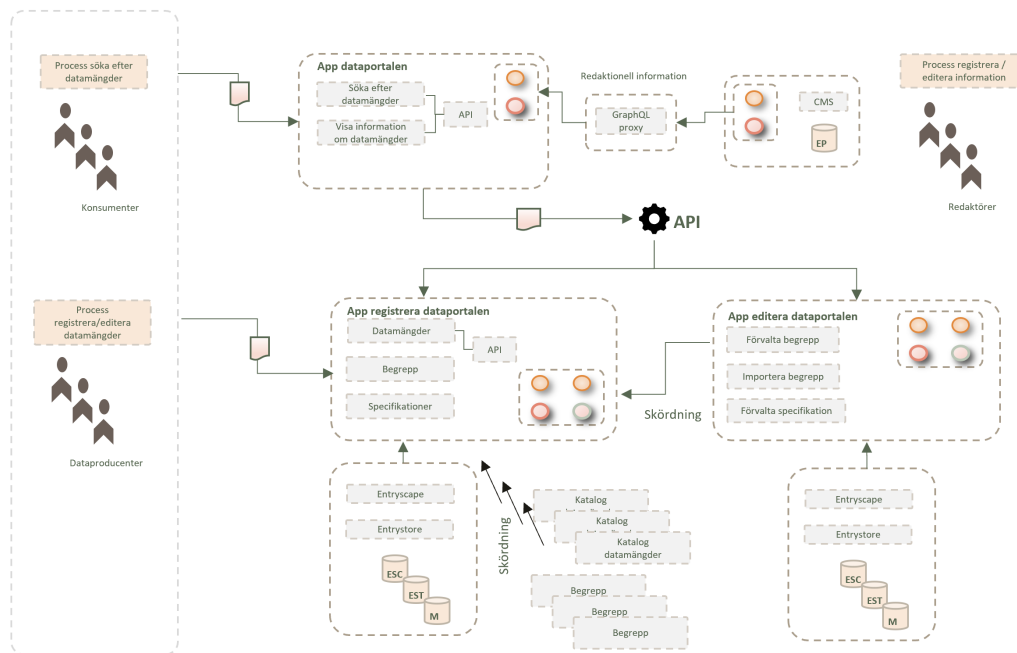 Process söka efter
datamängder
Konsumenter
App dataportalen
Söka efter
datamängder
Visa information
om datamängder
API
Redaktionell information
GraphQL
proxy
CMS
EP
Process registrera /
editera information
Redaktörer
API
Process
registrera/editera
datamängder
Dataproducenter
App registrera dataportalen
Datamängder
API
Begrepp
Specifikationer
Skördning
App editera dataportalen
Förvalta begrepp
Importera begrepp
Förvalta specifikation
Entryscape
Entrystore
ESC
EST
M
Skördning
Katalog
Katalog
Katalog
datamängder
Begrepp
Begrepp
Begrepp
Entryscape
Entrystore
ESC
EST
M